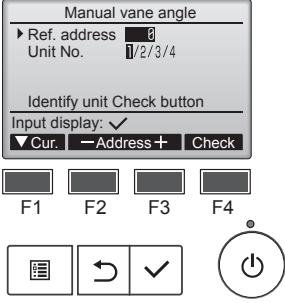 Manual vane angle
Ref. address 0
Unit No. 1/2/3/4
Identify unit Check button
Input display: ✓
▼Cur. −Address+ Check
F1 F2 F3 F4